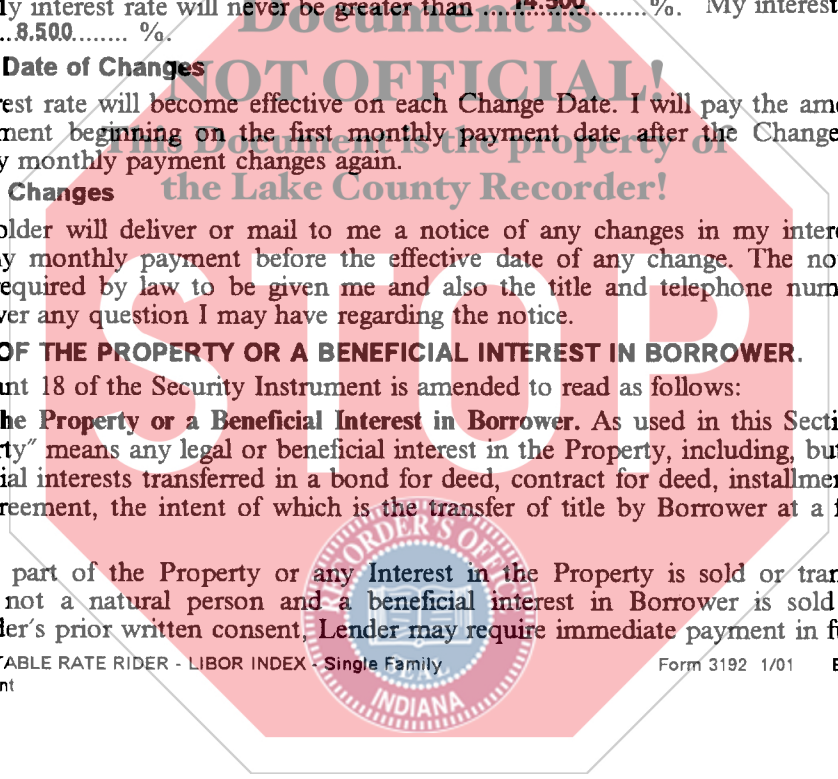 ly interest rate will never be greater than ....14.500............%. My interest
..8.500........ %.
Date of Changes
rest rate will become effective on each Change Date. I will pay the am
ment beginning on the first monthly payment date after the Change
y monthly payment changes again.
Changes
older will deliver or mail to me a notice of any changes in my inter
y monthly payment before the effective date of any change. The no
equired by law to be given me and also the title and telephone num
ver any question I may have regarding the notice.
OF THE PROPERTY OR A BENEFICIAL INTEREST IN BORROWER.
nt 18 of the Security Instrument is amended to read as follows:
he Property or a Beneficial Interest in Borrower. As used in this Secti
rty" means any legal or beneficial interest in the Property, including, but
ial interests transferred in a bond for deed, contract for deed, installme
reement, the intent of which is the transfer of title by Borrower at a f
part of the Property or any Interest in the Property is sold or tran
not a natural person and a beneficial interest in Borrower is sold
ler's prior written consent, Lender may require immediate payment in f
TABLE RATE RIDER - LIBOR INDEX - Single Family
Form 3192 1/01
nt
Document is
NOT OFFICIAL!
This Document is the property of
the Lake County Recorder!
STOP
RECORDER'S OFFICE
SEAL
INDIANA